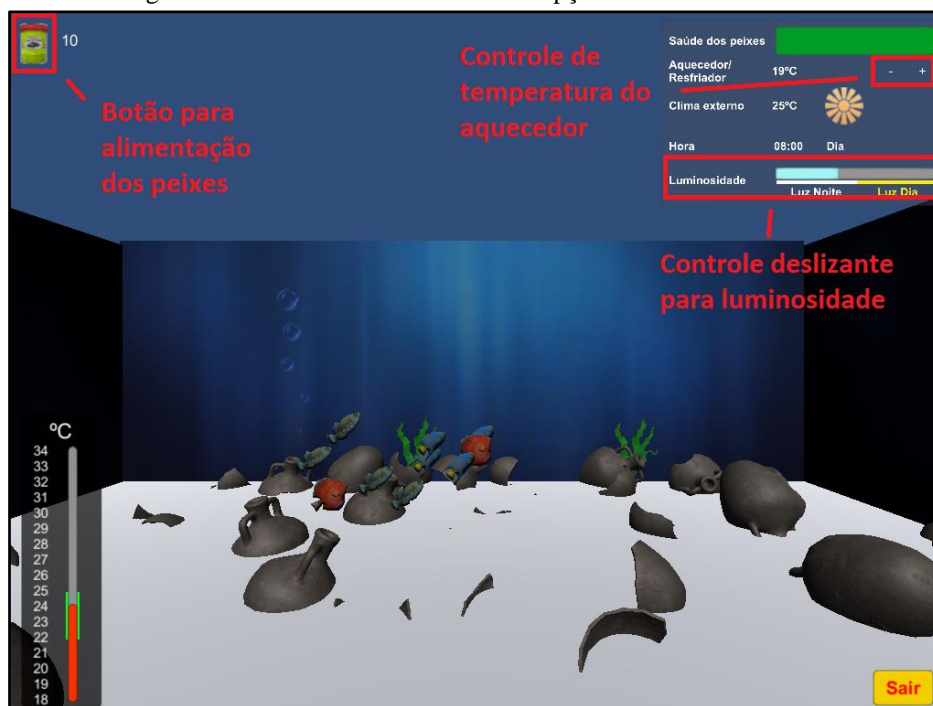 10
Botão para
alimentação
dos peixes
Controle de
temperatura do
aquecedor
Saúde dos peixes
Aquecedor/
Resfriador
19ºC
- +
Clima externo 25ºC
Hora 08:00 Dia
Luminosidade
Luz Noite Luz Dia
Controle deslizante
para luminosidade
ºC
34
33
32
31
30
29
28
27
26
25
24
23
22
21
20
19
18
Sair